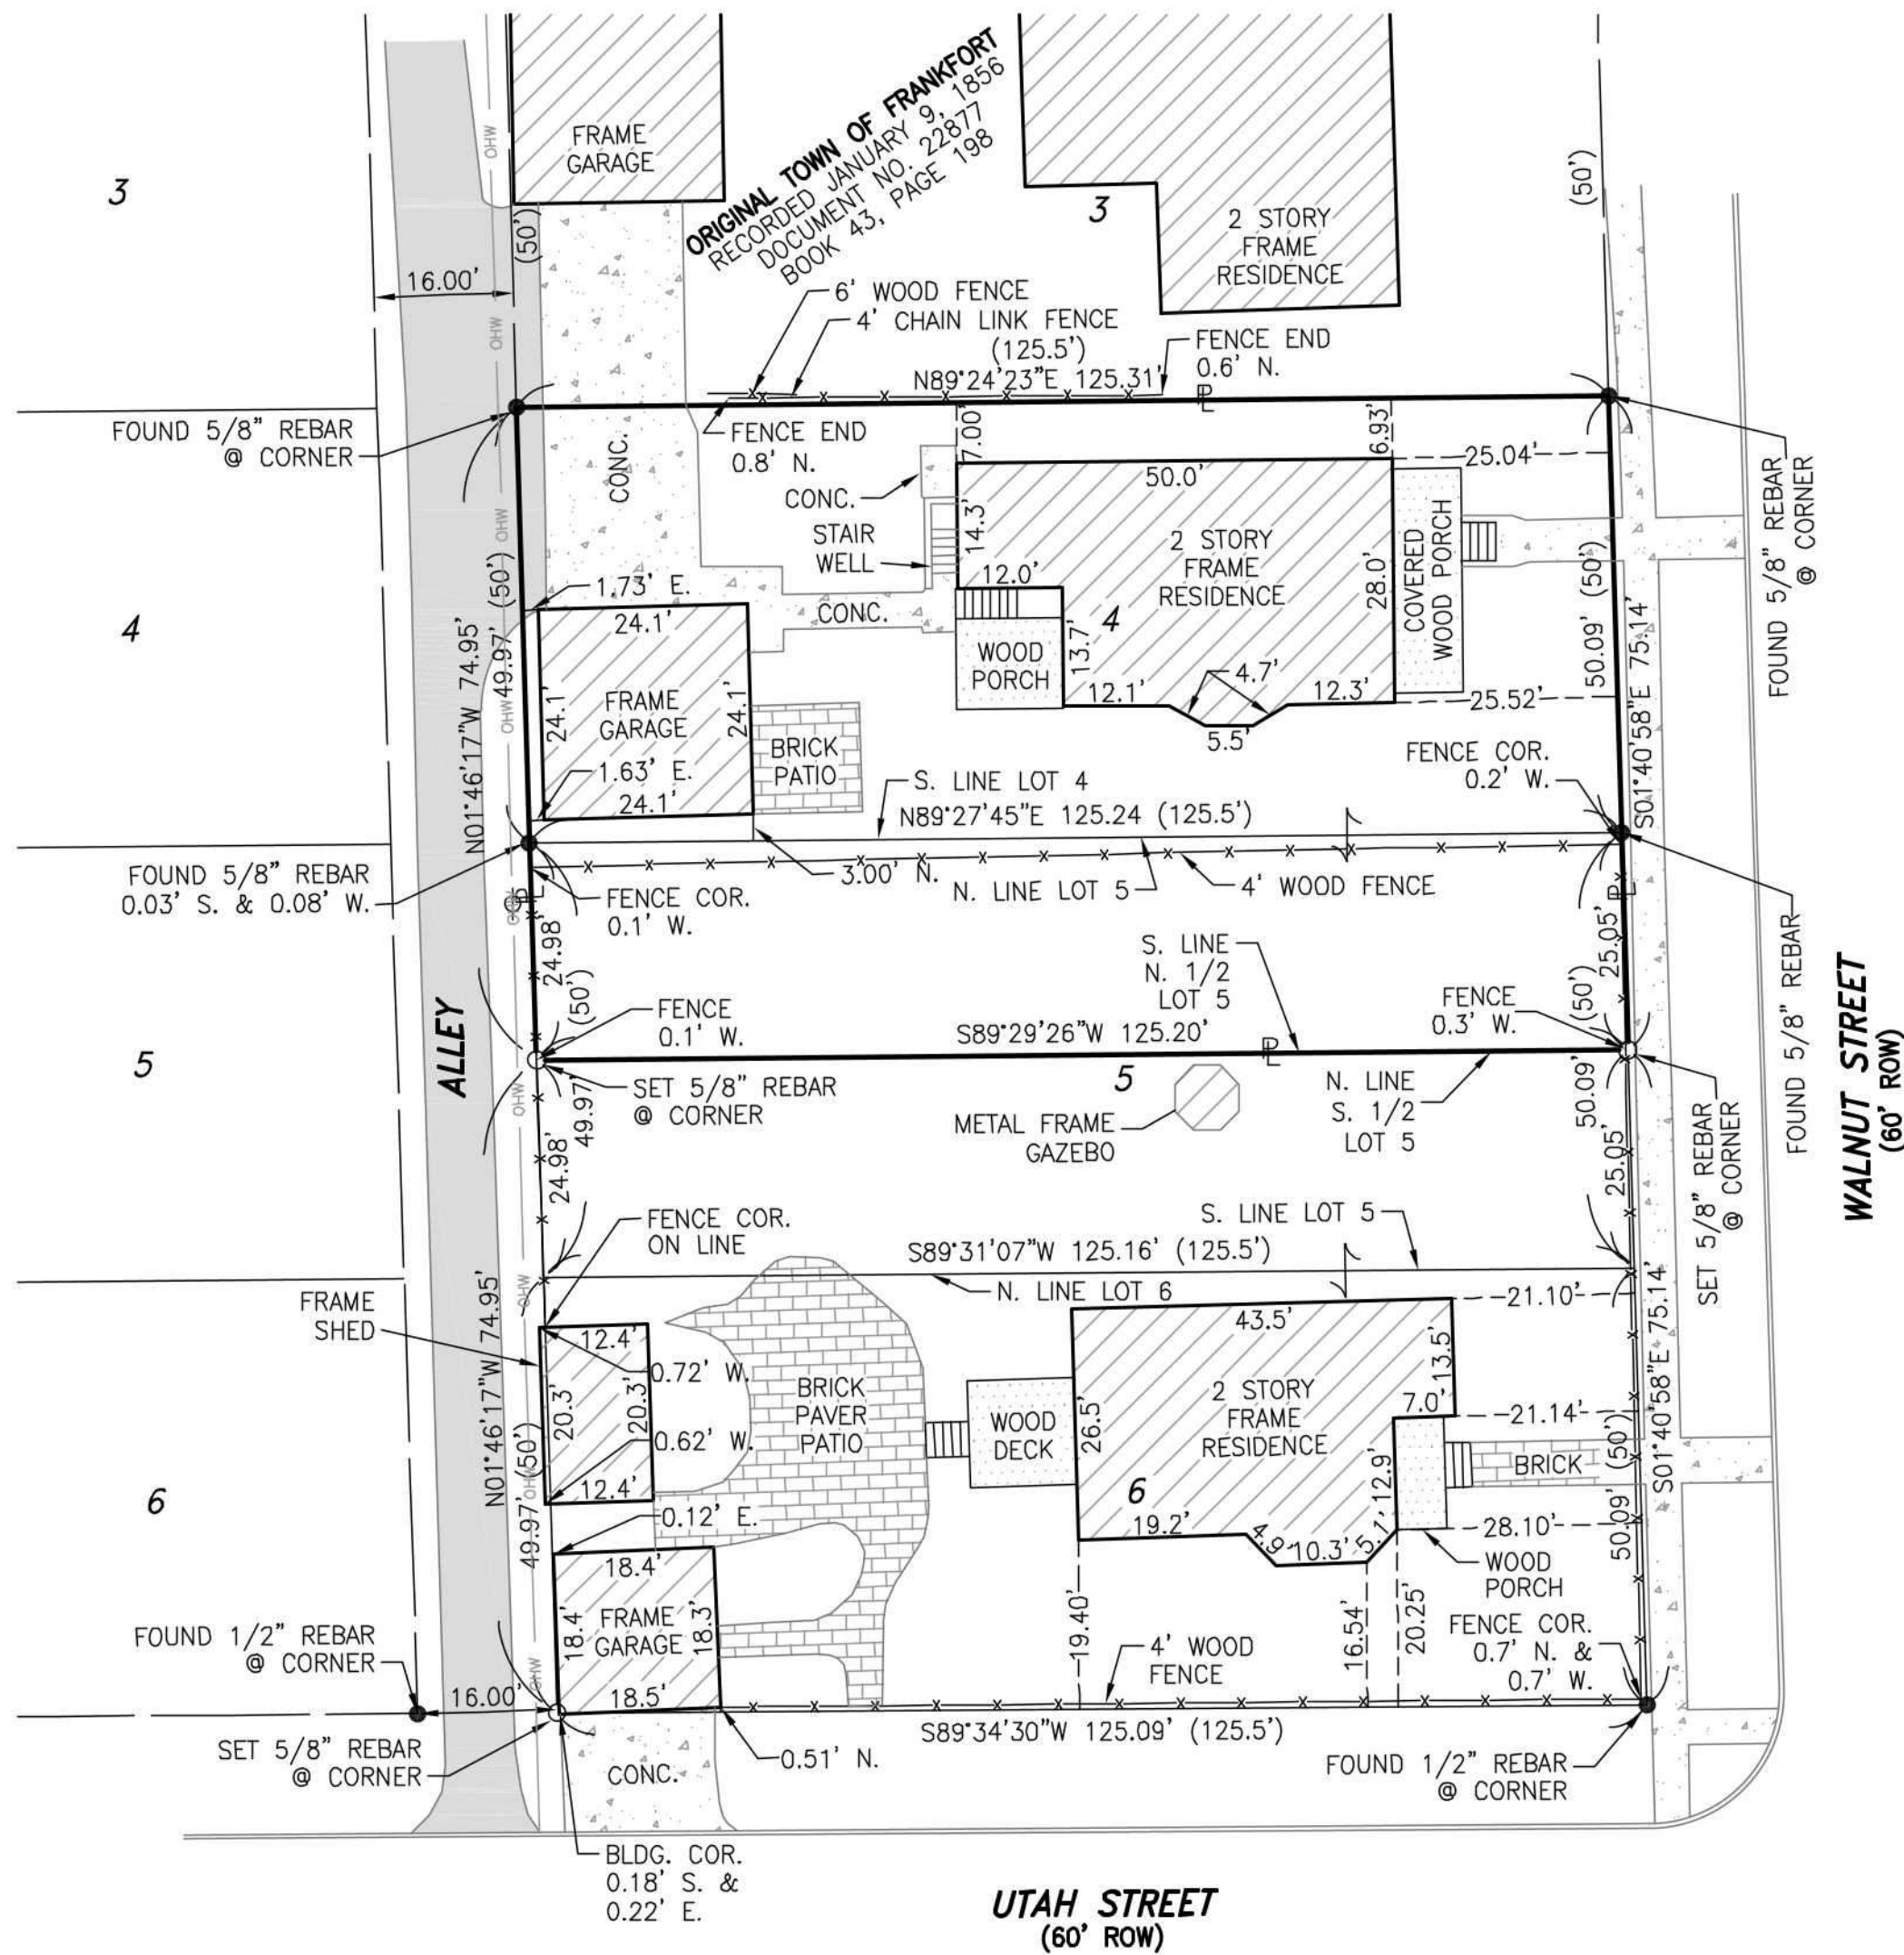 ORIGINAL TOWN OF FRANKFORT
RECORDED JANUARY 9, 1856
DOCUMENT NO. 22877
BOOK 43, PAGE 198
3
FRAME
GARAGE
(50')
16.00'
OHW
OHW
3
2 STORY
FRAME
RESIDENCE
(50')
6' WOOD FENCE
4' CHAIN LINK FENCE
(125.5')
N89°24'23"E 125.31'
FENCE END
0.6' N.
P
L
FOUND 5/8" REBAR
@ CORNER
FENCE END
0.8' N.
CONC.
CONC.
STAIR
WELL
CONC.
7.00'
6.93'
25.04'
50.0'
14.3'
12.0'
2 STORY
FRAME
RESIDENCE
28.0'
COVERED
WOOD PORCH
4
WOOD
PORCH
13.7'
12.1'
4.7'
5.5'
12.3'
25.52'
FOUND 5/8" REBAR
@ CORNER
4
N01°46'17"W 74.95'
49.97' (50')
OHW
OHW
1.73' E.
24.1'
24.1'
FRAME
GARAGE
24.1'
1.63' E.
24.1'
BRICK
PATIO
50.09' (50')
S01°40'58"E 75.14'
FENCE COR.
0.2' W.
S. LINE LOT 4
N89°27'45"E 125.24 (125.5')
3.00' N.
N. LINE LOT 5
4' WOOD FENCE
FOUND 5/8" REBAR
0.03' S. & 0.08' W.
FENCE COR.
0.1' W.
OHW
P
L
24.98'
(50')
P
L
25.05'
(50')
FOUND 5/8" REBAR
5
ALLEY
FENCE
0.1' W.
S. LINE
N. 1/2
LOT 5
FENCE
0.3' W.
S89°29'26"W 125.20'
P
L
WALNUT STREET
(60' ROW)
SET 5/8" REBAR
@ CORNER
5
METAL FRAME
GAZEBO
N. LINE
S. 1/2
LOT 5
OHW
49.97'
24.98'
50.09'
25.05'
SET 5/8" REBAR
@ CORNER
FENCE COR.
ON LINE
S. LINE LOT 5
S89°31'07"W 125.16' (125.5')
N. LINE LOT 6
FRAME
SHED
OHW
N01°46'17"W 74.95'
49.97' (50')
OHW
12.4'
0.72' W.
20.3'
20.3'
0.62' W.
12.4'
0.12' E.
BRICK
PAVER
PATIO
WOOD
DECK
43.5'
26.5'
2 STORY
FRAME
RESIDENCE
13.5'
7.0'
12.9'
21.10'
21.14'
BRICK
S01°40'58"E 75.14'
50.09' (50')
6
6
19.2'
4.9'
10.3'
5.1'
28.10'
WOOD
PORCH
18.4'
18.4'
FRAME
GARAGE
18.3'
18.5'
19.40'
16.54'
20.25'
4' WOOD
FENCE
FENCE COR.
0.7' N. &
0.7' W.
FOUND 1/2" REBAR
@ CORNER
16.00'
OHW
S89°34'30"W 125.09' (125.5')
SET 5/8" REBAR
@ CORNER
CONC.
0.51' N.
FOUND 1/2" REBAR
@ CORNER
BLDG. COR.
0.18' S. &
0.22' E.
UTAH STREET
(60' ROW)